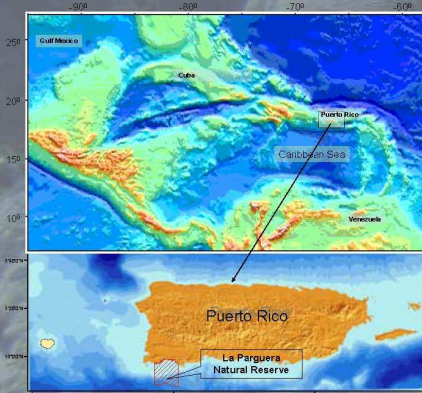 -90° -80° -70° -60°
25°
Gulf Mexico
Cuba
20°
Puerto Rico
15°
Caribbean Sea
10°
Venezuela
Puerto Rico
La Parguera
Natural Reserve